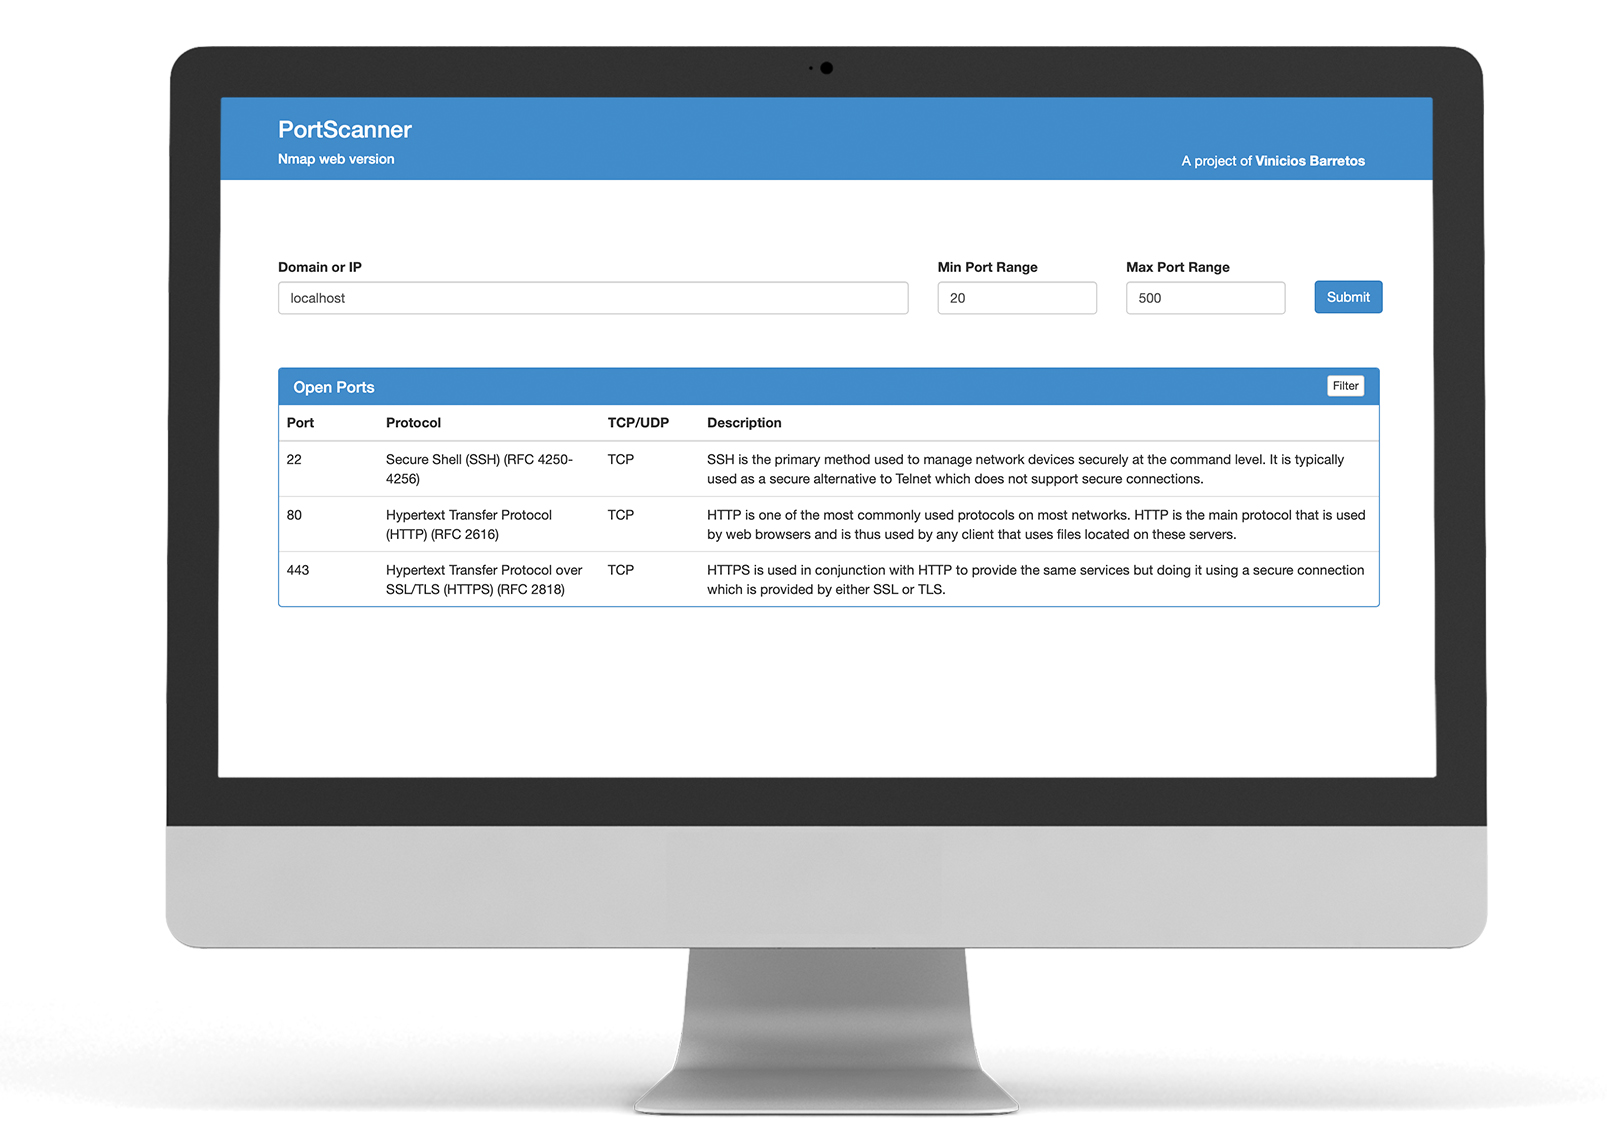 PortScanner
Nmap web version
A project of Vinicios Barretos
Domain or IP
Min Port Range
Max Port Range
localhost
20
500
Submit
Open Ports
Filter
Port
Protocol
TCP/UDP
Description
22
Secure Shell (SSH) (RFC 4250-
4256)
TCP
SSH is the primary method used to manage network devices securely at the command level. It is typically
used as a secure alternative to Telnet which does not support secure connections.
80
Hypertext Transfer Protocol
(HTTP) (RFC 2616)
TCP
HTTP is one of the most commonly used protocols on most networks. HTTP is the main protocol that is used
by web browsers and is thus used by any client that uses files located on these servers.
443
Hypertext Transfer Protocol over
SSL/TLS (HTTPS) (RFC 2818)
TCP
HTTPS is used in conjunction with HTTP to provide the same services but doing it using a secure connection
which is provided by either SSL or TLS.